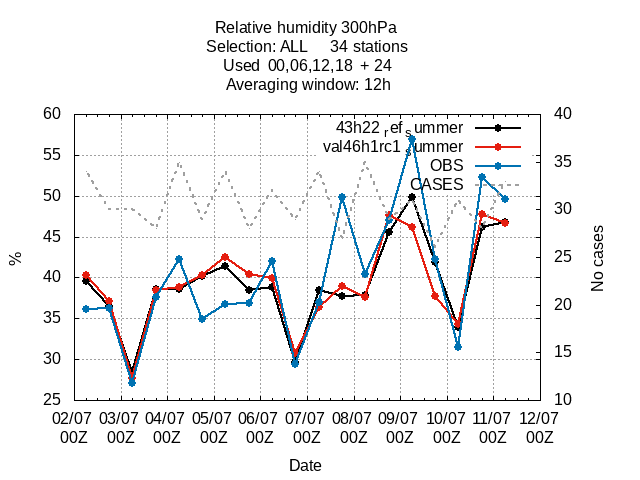 Relative humidity 300hPa
Selection: ALL 34 stations
Used 00,06,12,18 + 24
Averaging window: 12h
60 40
43h22 ref summer
val46h1rc1 summer
55 35
OBS
CASES
50 30
45 25
%
40 20
No cases
35
30 15
25 10
02/07 03/07 04/07 05/07 06/07 07/07 08/07 09/07 10/07 11/07 12/07
00Z 00Z 00Z 00Z 00Z 00Z 00Z 00Z 00Z 00Z 00Z
Date